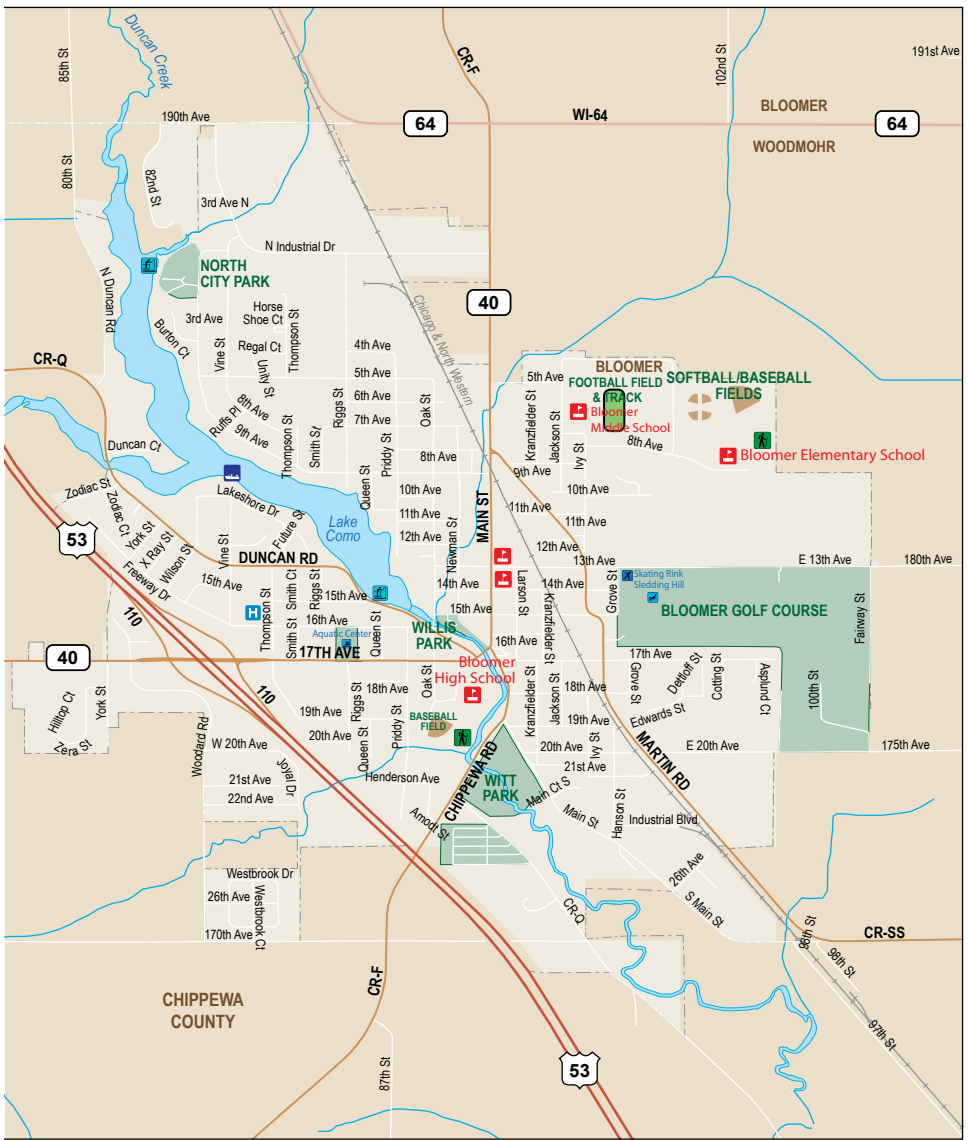 Duncan
Creek
85th St
CR-F
102nd St
191st Ave
BLOOMER
190th Ave
64
WI-64
64
WOODMOHR
80th St
82nd St
3rd Ave N
N Industrial Dr
NORTH
CITY PARK
N Duncan Rd
40
Chicago & North Western
Horse
Shoe Ct
Burton Ct
3rd Ave
Vine St
Regal Ct
Thompson St
4th Ave
CR-Q
Unity St
5th Ave
BLOOMER
FOOTBALL FIELD
& TRACK
5th Ave
SOFTBALL/BASEBALL
FIELDS
8th Ave
Ruffs Pl
9th Ave
Riggs St
6th Ave
7th Ave
Oak St
Kranzfielder St
Jackson St
Bloomer
Middle School
Thompson St
Smith St
Priddy St
8th Ave
Ivy St
8th Ave
Bloomer Elementary School
Duncan Ct
9th Ave
Zodiac St
Zodiac Ct
Lakeshore Dr
Queen St
10th Ave
10th Ave
MAIN ST
11th Ave
11th Ave
11th Ave
Future St
Lake
Como
12th Ave
Newman St
12th Ave
53
York St
X Ray St
Wilson St
Vine St
DUNCAN RD
13th Ave
E 13th Ave
180th Ave
Freeway Dr
15th Ave
Smith Ct
Riggs St
14th Ave
Larson St
14th Ave
Grove St
Skating Rink
Sledding Hill
110
H
Thompson St
15th Ave
Queen St
15th Ave
Kranzfielder St
BLOOMER GOLF COURSE
Fairway St
16th Ave
Smith St
Aquatic Center
WILLIS
PARK
16th Ave
40
17TH AVE
17th Ave
Bloomer
High School
Hilltop Ct
York St
110
18th Ave
Oak St
Jackson St
18th Ave
Grove St
Dettloff St
Cotting St
Asplund Ct
100th St
Zera St
19th Ave
Riggs St
Priddy St
BASEBALL
FIELD
Kranzfielder St
19th Ave
Edwards St
Woodard Rd
W 20th Ave
20th Ave
Queen St
20th Ave
Ivy St
MARTIN RD
E 20th Ave
175th Ave
21st Ave
Joyal Dr
Henderson Ave
CHIPPEWA RD
WITT
PARK
21st Ave
22nd Ave
Main Ct S
Hanson St
Amodt St
Main St
Industrial Blvd
Westbrook Dr
26th Ave
26th Ave
Westbrook Ct
CR-Q
S Main St
170th Ave
98th St
CR-SS
98th St
CR-F
CHIPPEWA
COUNTY
97th St
87th St
53